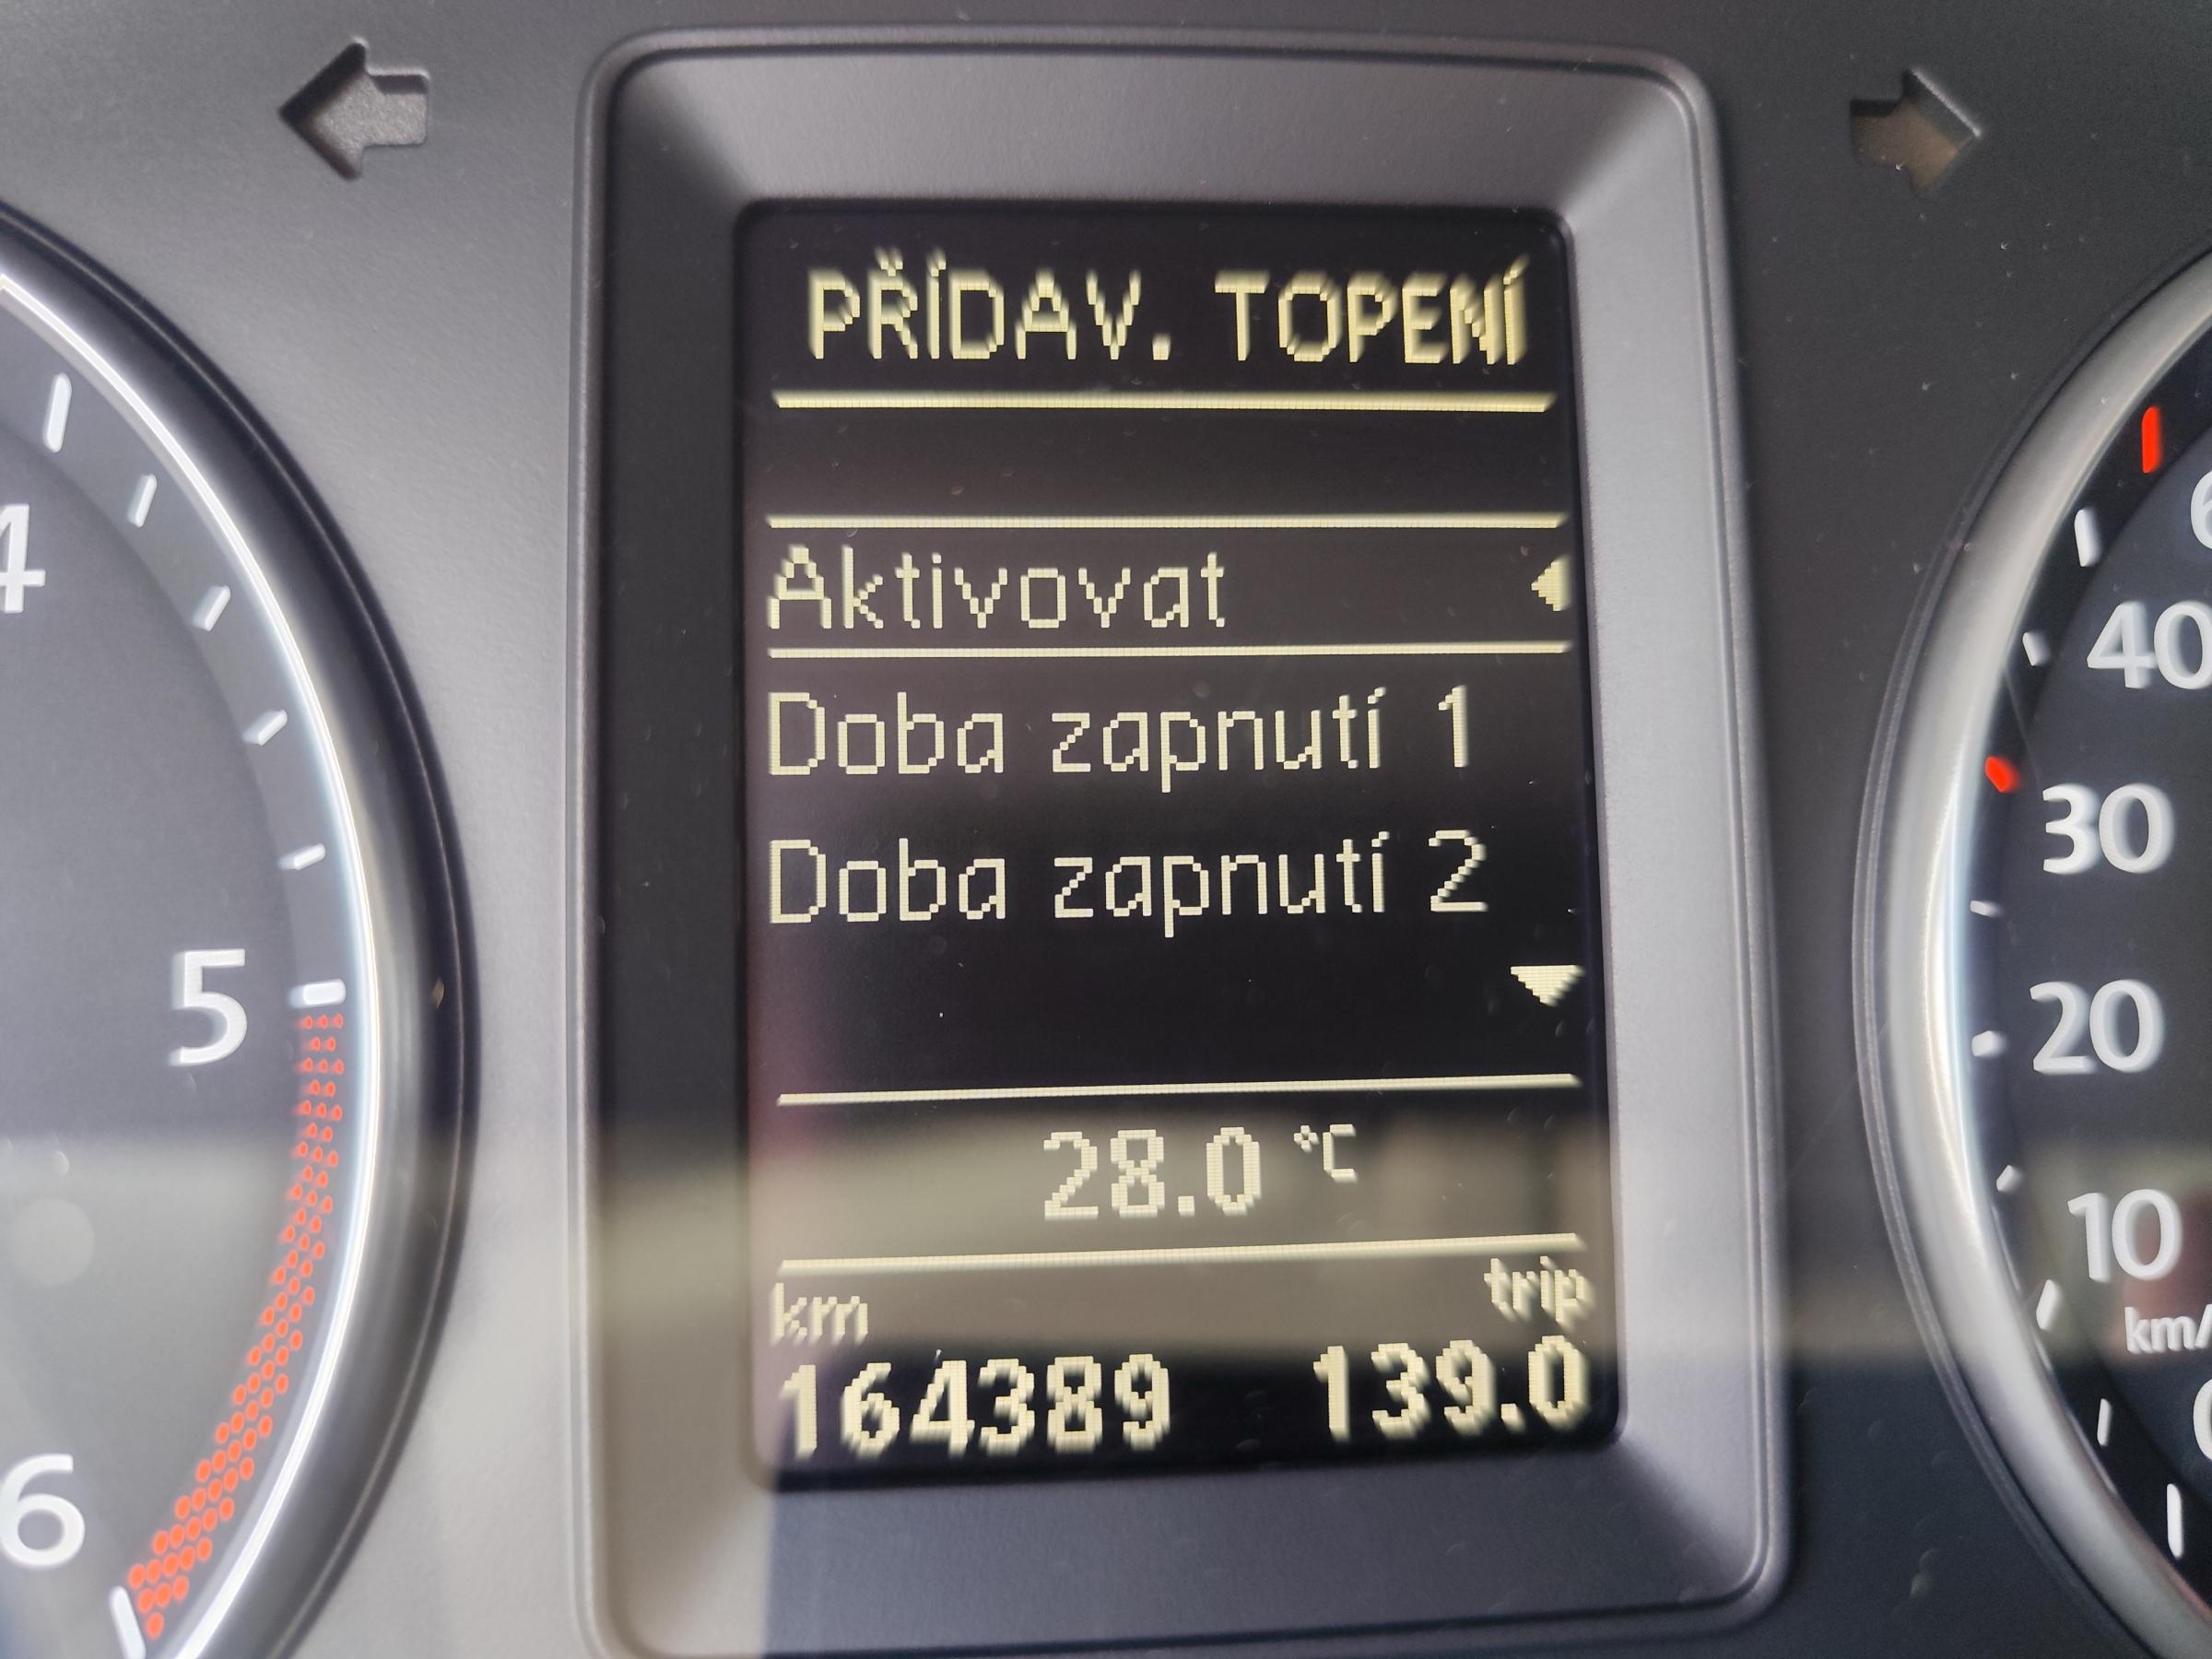 PŘÍDAV. TOPENÍ
Aktivovat
Doba zapnutí 1
Doba zapnutí 2
28.0 °C
km trip
164389 139.0
4
5
6
40
30
20
10
km/